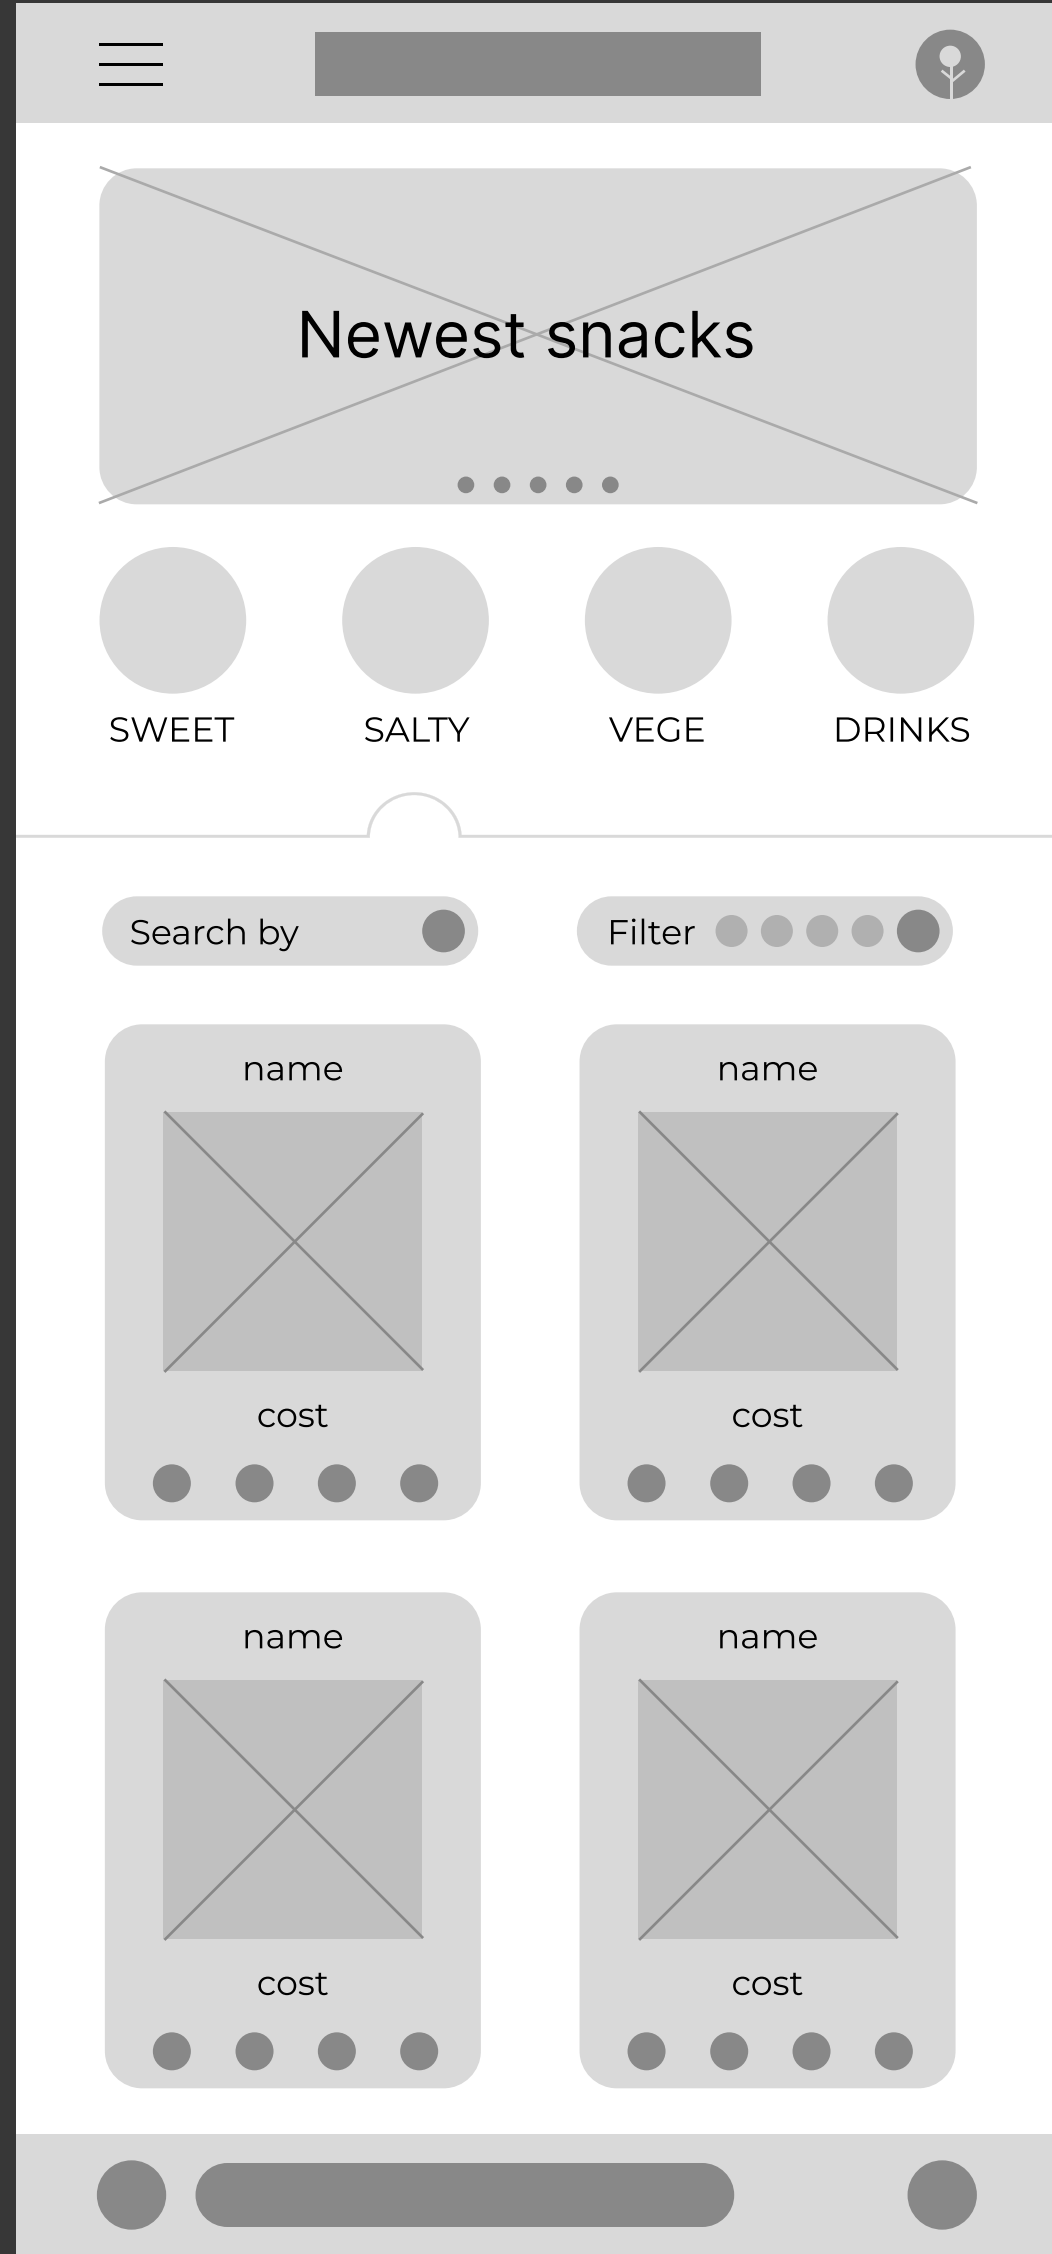 Newest snacks
SWEET
SALTY
VEGE
DRINKS
Search by
Filter
name
name
cost
cost
name
name
cost
cost